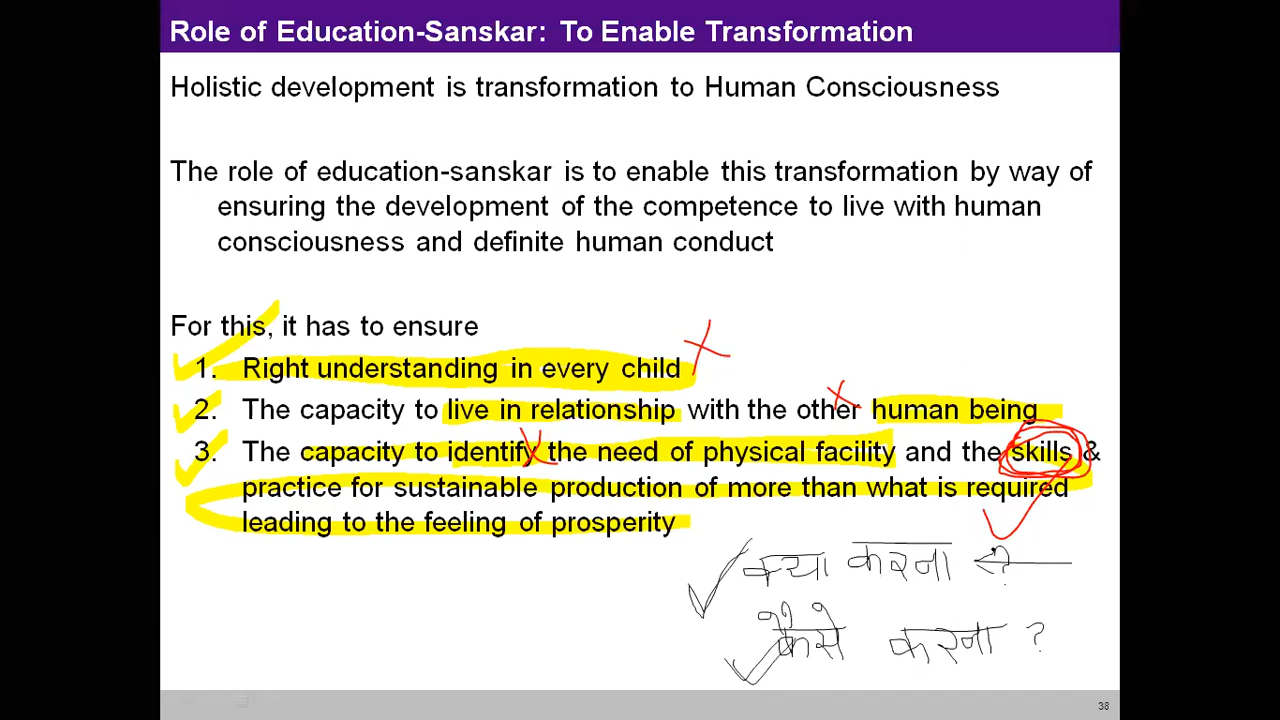 Role of Education-Sanskar: To Enable Transformation
Holistic development is transformation to Human Consciousness
The role of education-sanskar is to enable this transformation by way of
ensuring the development of the competence to live with human
consciousness and definite human conduct
For this, it has to ensure
1. Right understanding in every child
2. The capacity to live in relationship with the other human being
3. The capacity to identify the need of physical facility and the skills &
practice for sustainable production of more than what is required
leading to the feeling of prosperity
क्या करना ?
कैसे करना ?
38